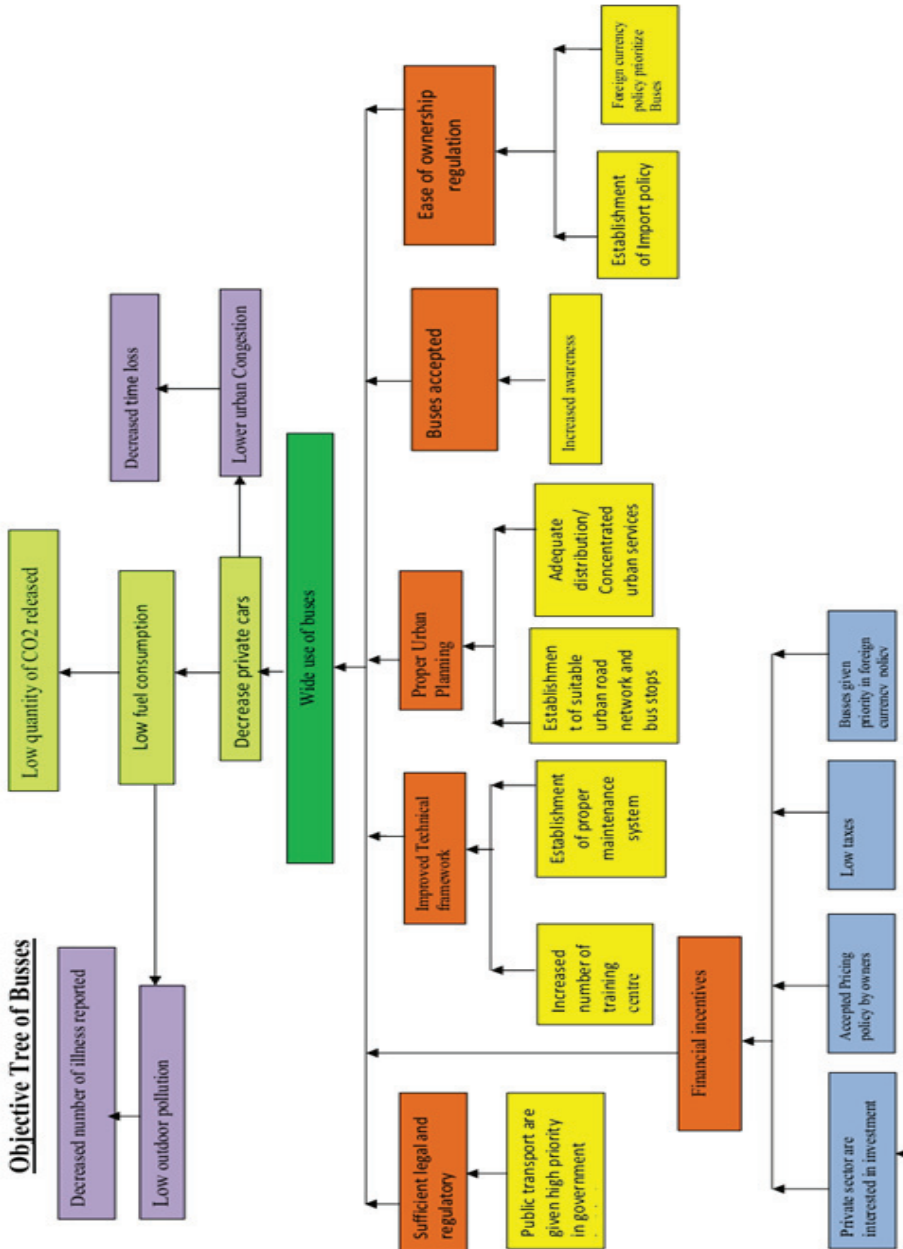 Objective Tree of Busses
Decreased number of illness reported
Low quantity of CO2 released
Decreased time loss
Low outdoor pollution
Low fuel consumption
Decrease private cars
Lower urban Congestion
Wide use of buses
Sufficient legal and
regulatory
Improved Technical
framework
Proper Urban
Planning
Buses accepted
Ease of ownership
regulation
Public transport are
given high priority
in government
Increased
number of
training
centre
Establishment
of proper
maintenance
system
Establishmen
t of suitable
urban road
network and
bus stops
Adequate
distribution/
Concentrated
urban services
Increased awareness
Establishment
of Import policy
Foreign currency
policy prioritize
Buses
Financial incentives
Private sector are
interested in investment
Accepted Pricing
policy by owners
Low taxes
Busses given
priority in foreign
currency policy